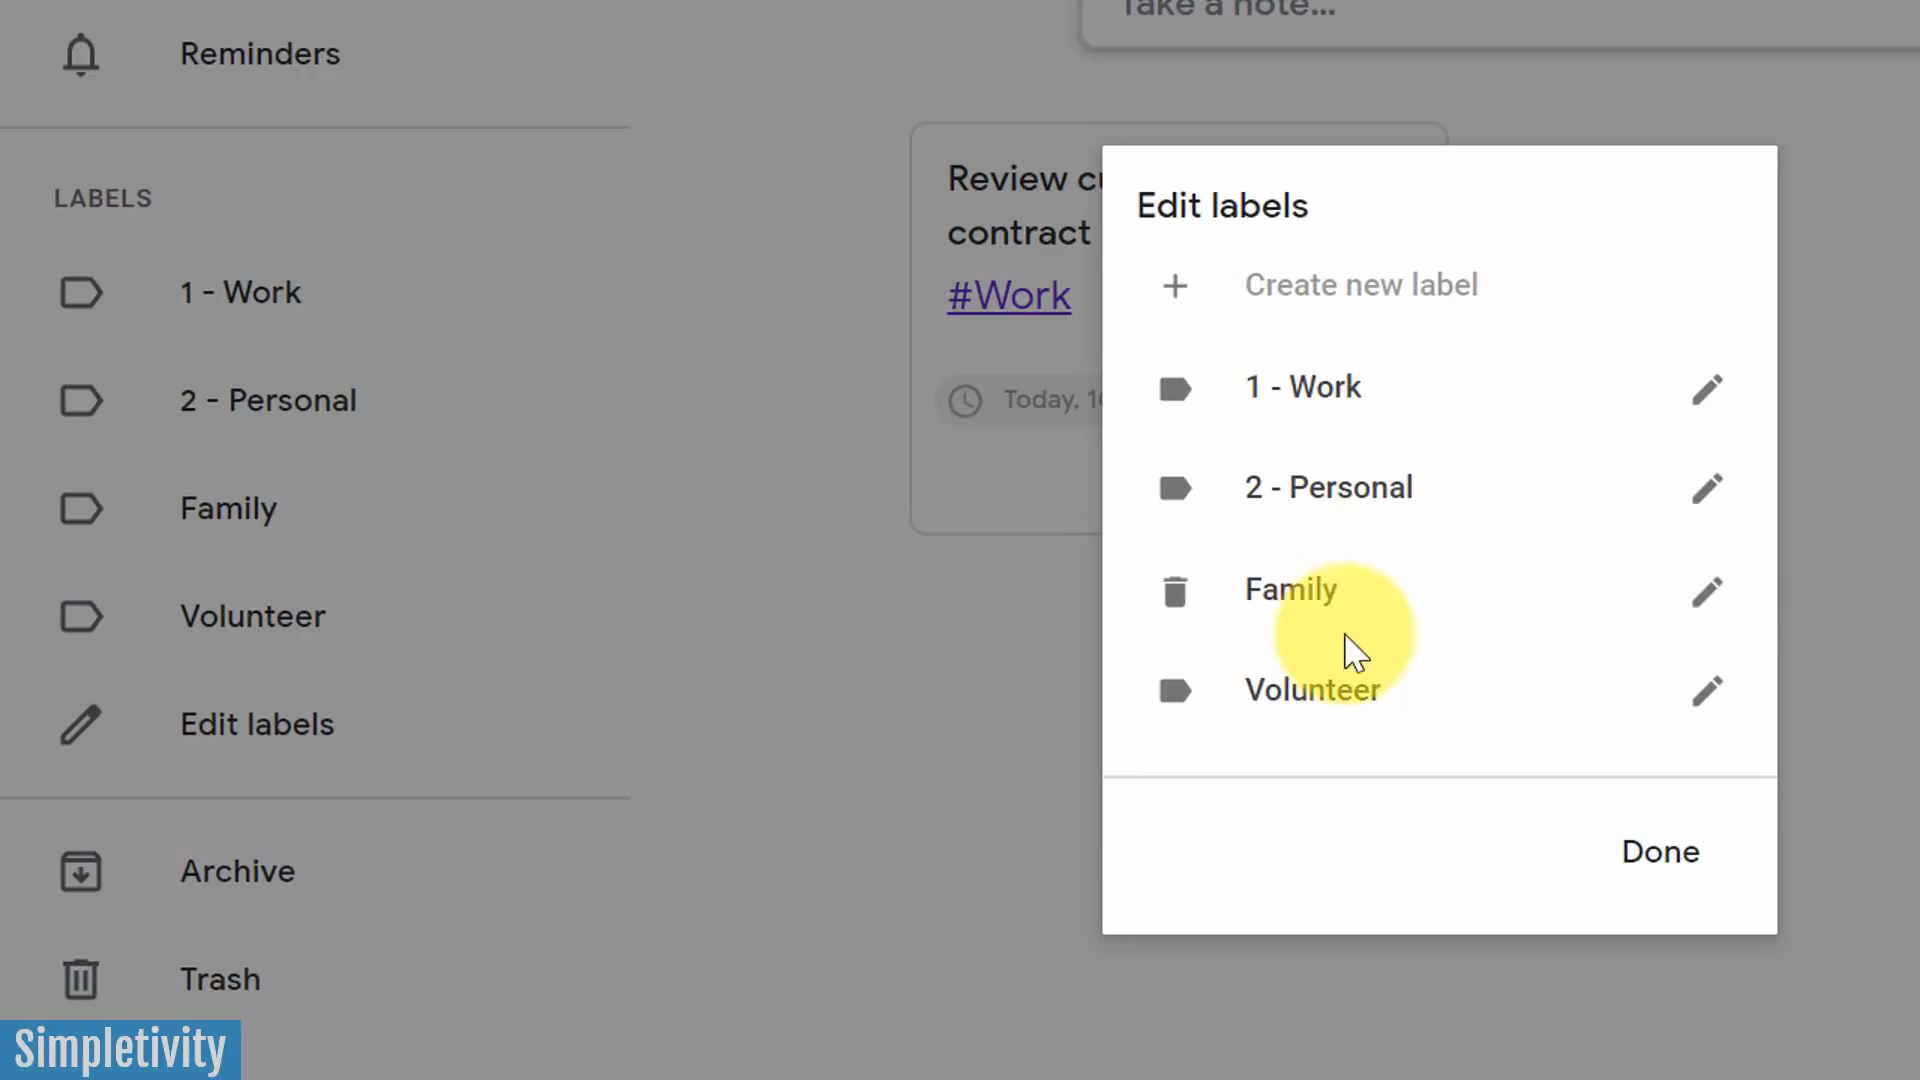 Take a note...
Reminders
LABELS
1 - Work
2 - Personal
Family
Volunteer
Edit labels
Archive
Trash
Review
contract
#Work
Today,
Edit labels
Create new label
1 - Work
2 - Personal
Family
Volunteer
Done
Simpletivity